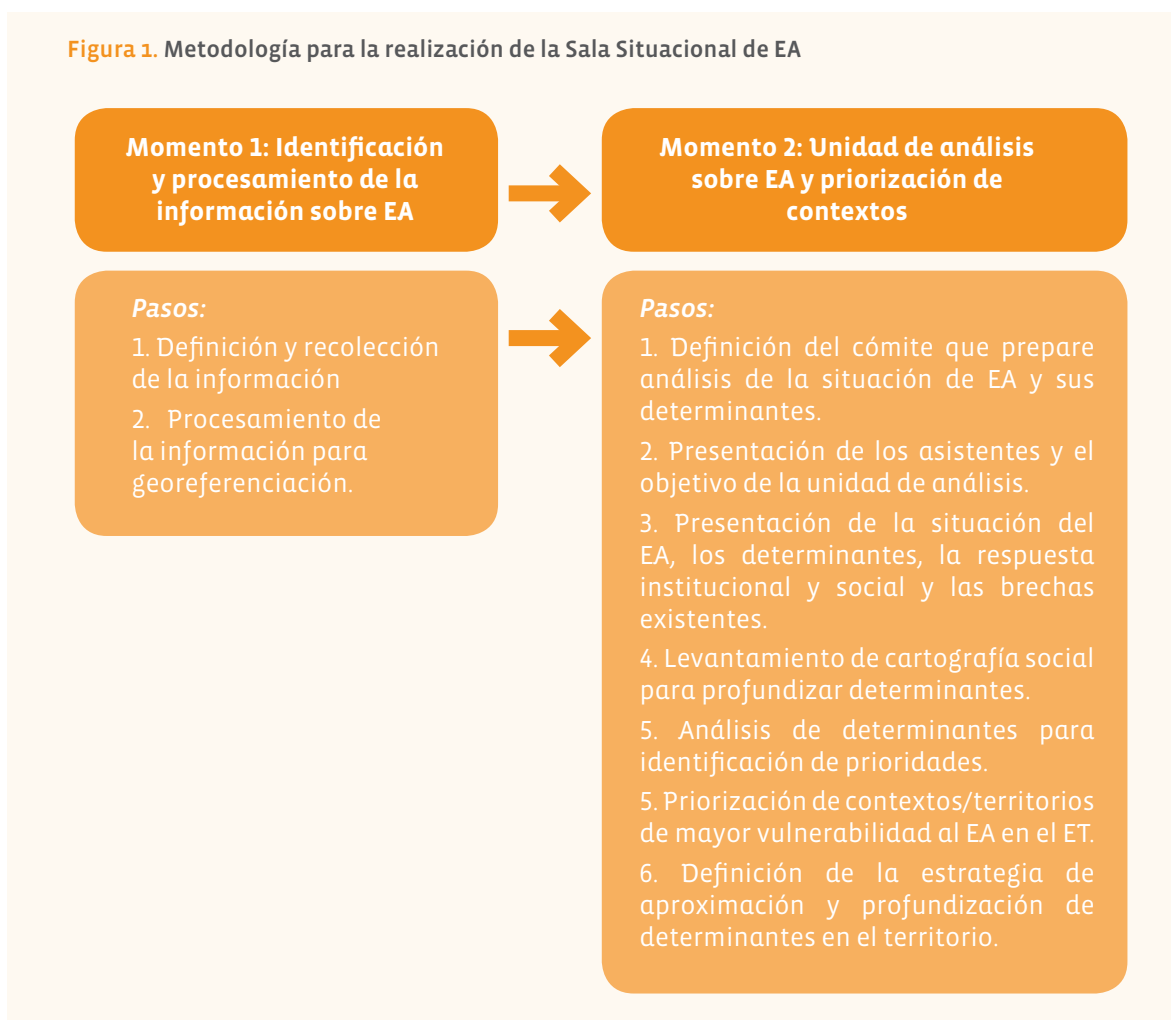 Figura 1. Metodología para la realización de la Sala Situacional de EA
Momento 1: Identificación
y procesamiento de la
información sobre EA
Momento 2: Unidad de análisis
sobre EA y priorización de
contextos
Pasos:
1. Definición y recolección
de la información
2. Procesamiento de
la información para
georeferenciación.
Pasos:
1. Definición del cómite que prepare
análisis de la situación de EA y sus
determinantes.
2. Presentación de los asistentes y el
objetivo de la unidad de análisis.
3. Presentación de la situación del
EA, los determinantes, la respuesta
institucional y social y las brechas
existentes.
4. Levantamiento de cartografía social
para profundizar determinantes.
5. Análisis de determinantes para
identificación de prioridades.
5. Priorización de contextos/territorios
de mayor vulnerabilidad al EA en el ET.
6. Definición de la estrategia de
aproximación y profundización de
determinantes en el territorio.